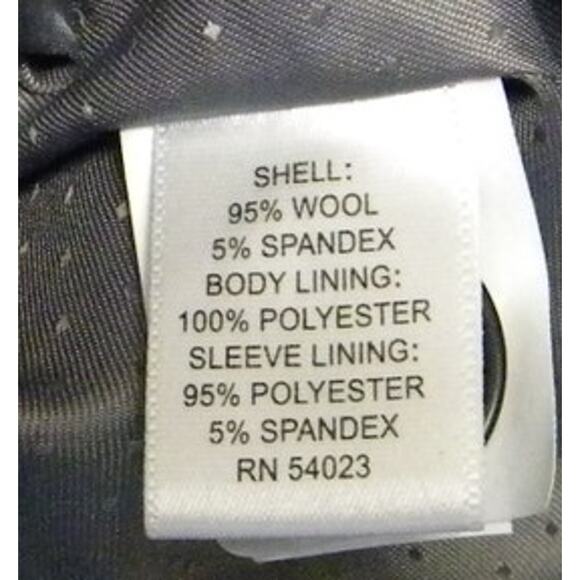 SHELL:
95% WOOL
5% SPANDEX
BODY LINING:
100% POLYESTER
SLEEVE LINING:
95% POLYESTER
5% SPANDEX
RN 54023